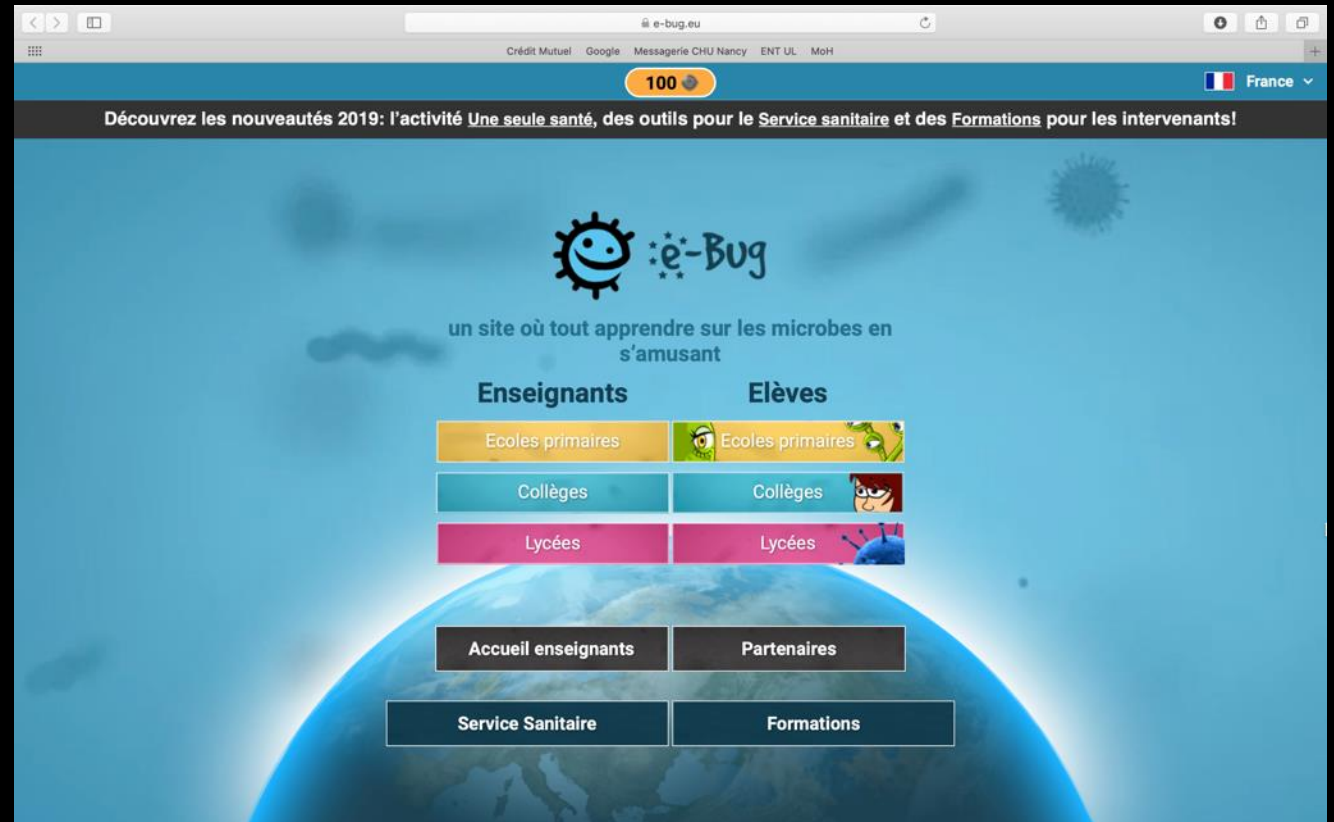 e-bug.eu
Crédit Mutuel Google Messagerie CHU Nancy ENT UL MoH
100
France
Découvrez les nouveautés 2019: l'activité Une seule santé, des outils pour le Service sanitaire et des Formations pour les intervenants!
e-Bug
un site où tout apprendre sur les microbes en
s'amusant
Enseignants Elèves
Ecoles primaires Ecoles primaires
Collèges Collèges
Lycées Lycées
Accueil enseignants Partenaires
Service Sanitaire Formations